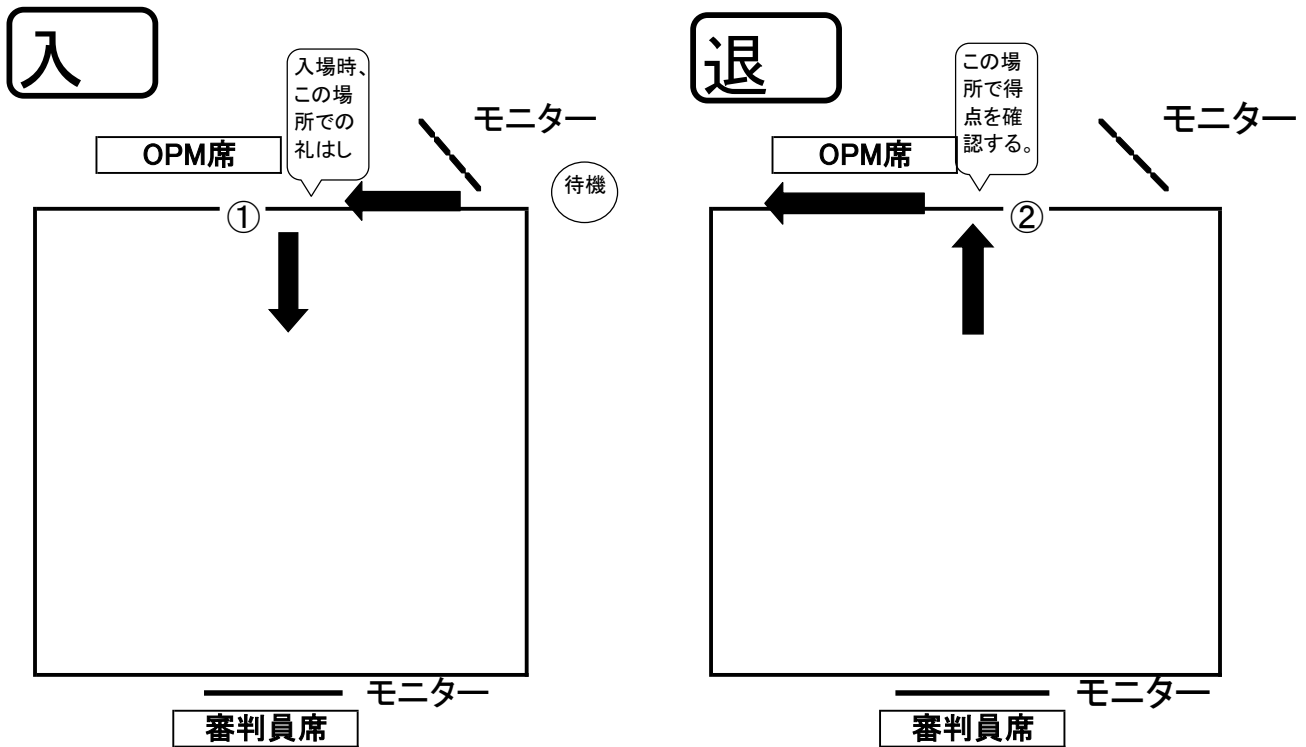 入
入場時、
この場
所での
礼はし
モニター
OPM席
待機
①
モニター
審判員席
退
この場
所で得
点を確
認する。
モニター
OPM席
②
モニター
審判員席